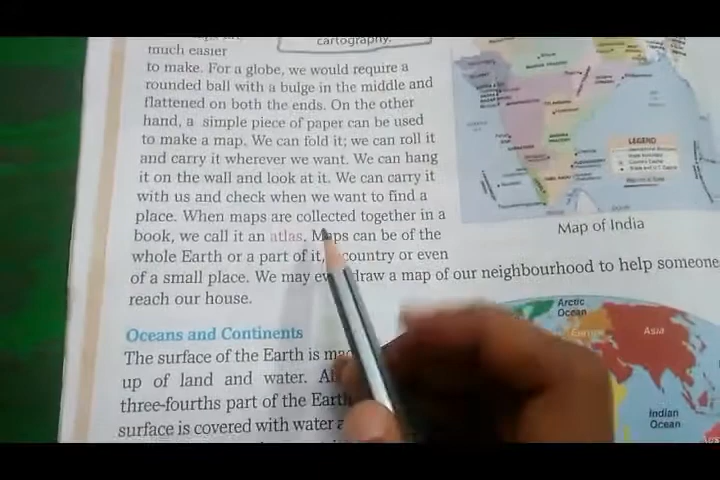 cartography.
much easier
to make. For a globe, we would require a
rounded ball with a bulge in the middle and
flattened on both the ends. On the other
hand, a simple piece of paper can be used
to make a map. We can fold it; we can roll it
and carry it wherever we want. We can hang
it on the wall and look at it. We can carry it
with us and check when we want to find a
place. When maps are collected together in a
book, we call it an atlas. Maps can be of the
whole Earth or a part of it, country or even
of a small place. We may draw a map of our neighbourhood to help someone
reach our house.
LEGEND
Map of India
Oceans and Continents
The surface of the Earth is
up of land and water.
three-fourths part of the Earth
surface is covered with water
Arctic
Ocean
Europe
Asia
Indian
Ocean